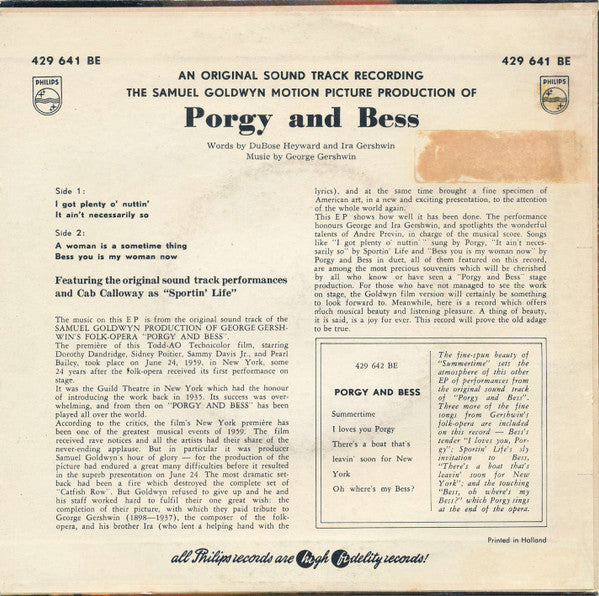 429 641 BE
429 641 BE
PHILIPS
PHILIPS
AN ORIGINAL SOUND TRACK RECORDING
THE SAMUEL GOLDWYN MOTION PICTURE PRODUCTION OF
Porgy and Bess
Words by DuBose Heyward and Ira Gershwin
Music by George Gershwin
Side 1:
I got plenty o' nuttin'
It ain't necessarily so
Side 2:
A woman is a sometime thing
Bess you is my woman now
Featuring the original sound track performances
and Cab Calloway as "Sportin' Life"
The music on this EP is from the original sound track of the
SAMUEL GOLDWYN PRODUCTION OF GEORGE GERSH-
WIN'S FOLK-OPERA "PORGY AND BESS".
The première of this Todd-AO Technicolor film, starring
Dorothy Dandridge, Sidney Poitier, Sammy Davis Jr., and Pearl
Bailey, took place on June 24, 1959, in New York, some
24 years after the folk-opera received its first performance on
stage.
It was the Guild Theatre in New York which had the honour
of introducing the work back in 1935. Its success was over-
whelming, and from then on "PORGY AND BESS" has been
played all over the world.
According to the critics, the film's New York première has
been one of the greatest musical events of 1959. The film
received rave notices and all the artists had their share of the
never-ending applause. But in particular it was producer
Samuel Goldwyn's hour of glory — for the production of the
picture had endured a great many difficulties before it resulted
in the superb presentation on June 24. The most dramatic set-
back had been a fire which destroyed the complete set of
"Catfish Row". But Goldwyn refused to give up and he and
his staff worked hard to fulfil their one great wish: the
completion of their picture, with which they paid tribute to
George Gershwin (1898—1937), the composer of the folk-
opera, and his brother Ira (who lent a helping hand with the
lyrics), and at the same time brought a fine specimen of
American art, in a new and exciting presentation, to the attention
of the whole world again.
This EP shows how well it has been done. The performance
honours George and Ira Gershwin, and spotlights the wonderful
talents of Andre Previn, in charge of the musical score. Songs
like "I got plenty o' nuttin'" sung by Porgy, "It ain't neces-
sarily so" by Sportin' Life and "Bess you is my woman now" by
Porgy and Bess in duet, all of them featured on this record,
are among the most precious souvenirs which will be cherished
by all who know or have seen a "Porgy and Bess" stage
production. For those who have not managed to see the work
on stage, the Goldwyn film version will certainly be something
to look forward to. Meanwhile, here is a record which offers
much musical beauty and listening pleasure. A thing of beauty,
it is said, is a joy for ever. This record will prove the old adage
to be true.
429 642 BE
PORGY AND BESS
Summertime
I loves you Porgy
There's a boat that's
leavin' soon for New
York
Oh where's my Bess?
The fine-spun beauty of
"Summertime" sets the
atmosphere of this other
EP of performances from
the original sound track
of "Porgy and Bess".
Three more of the fine
songs from Gershwin's
folk-opera are included
on this record — Bess's
tender "I loves you, Por-
gy"; Sportin' Life's sly
invitation to Bess,
"There's a boat that's
leavin' soon for New
York"; and the touching
"Bess, oh where's my
Bess?" which Porgy sings
at the end of the opera.
Printed in Holland
all Philips records are high fidelity records!